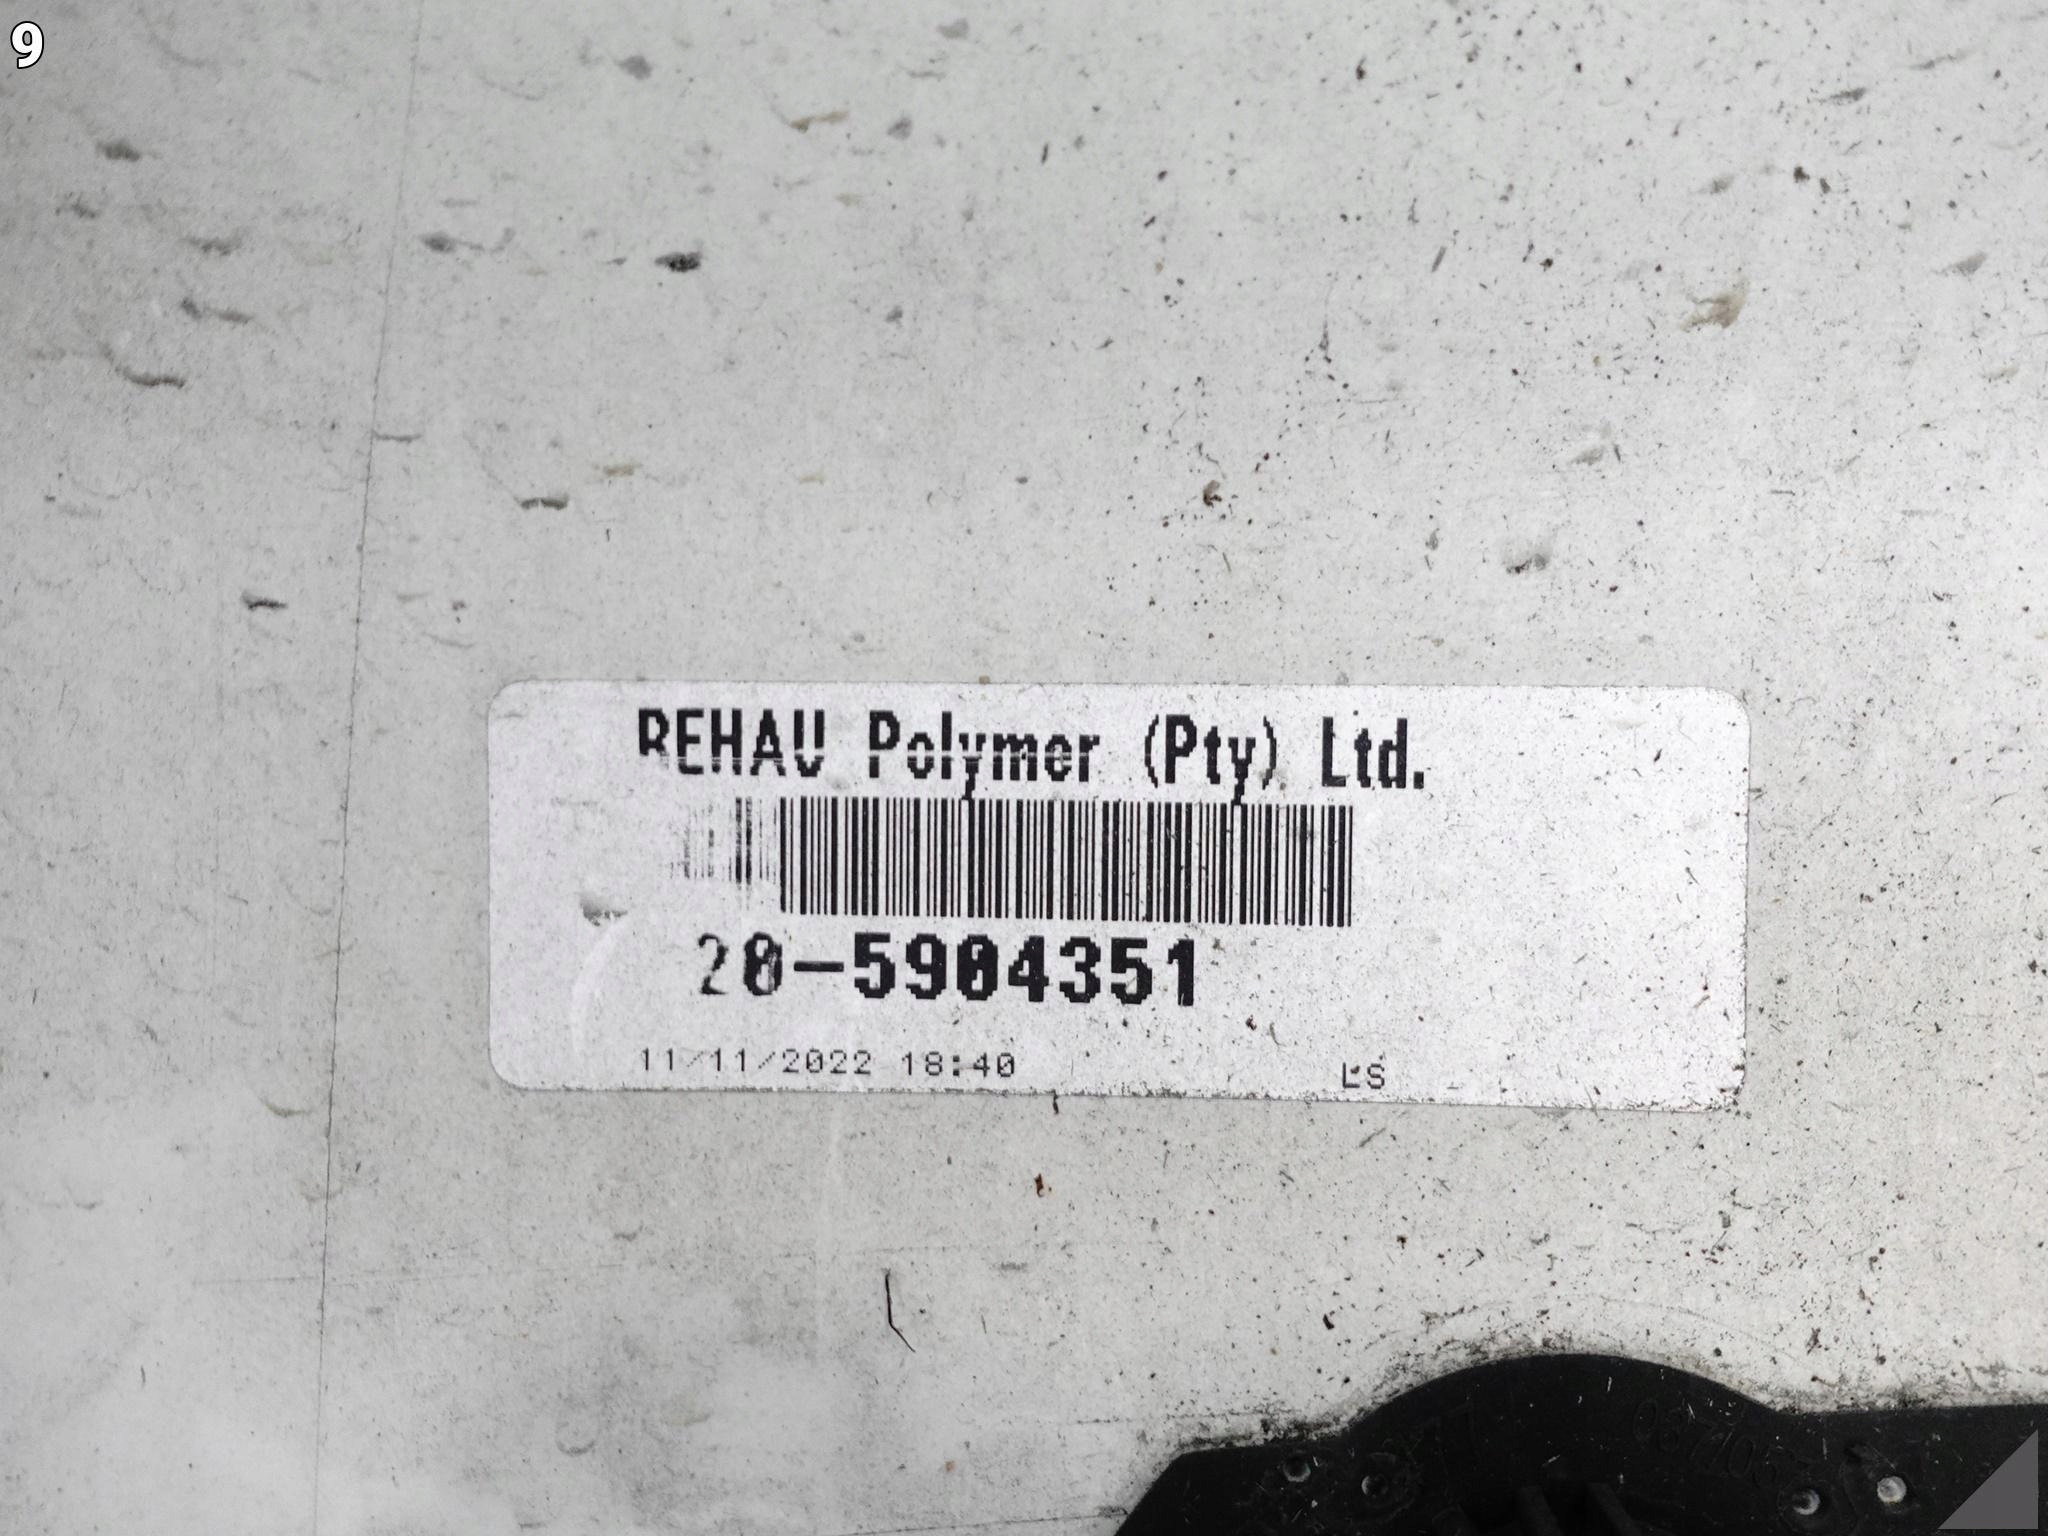 9
REHAU Polymer (Pty) Ltd.
20-5904351
11/11/2022 18:40 LS